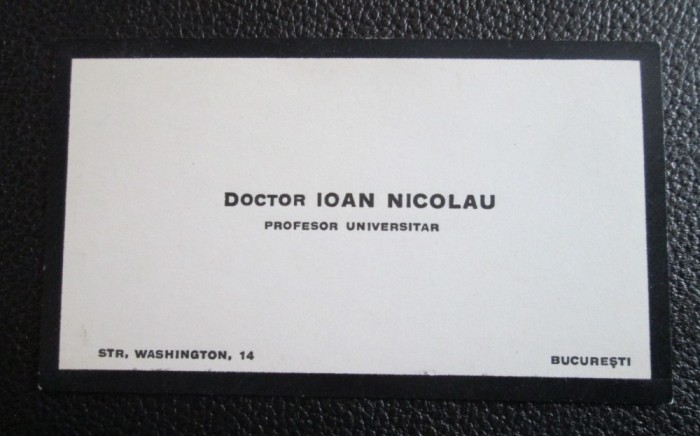 DOCTOR IOAN NICOLAU
PROFESOR UNIVERSITAR
STR, WASHINGTON, 14
BUCUREȘTI